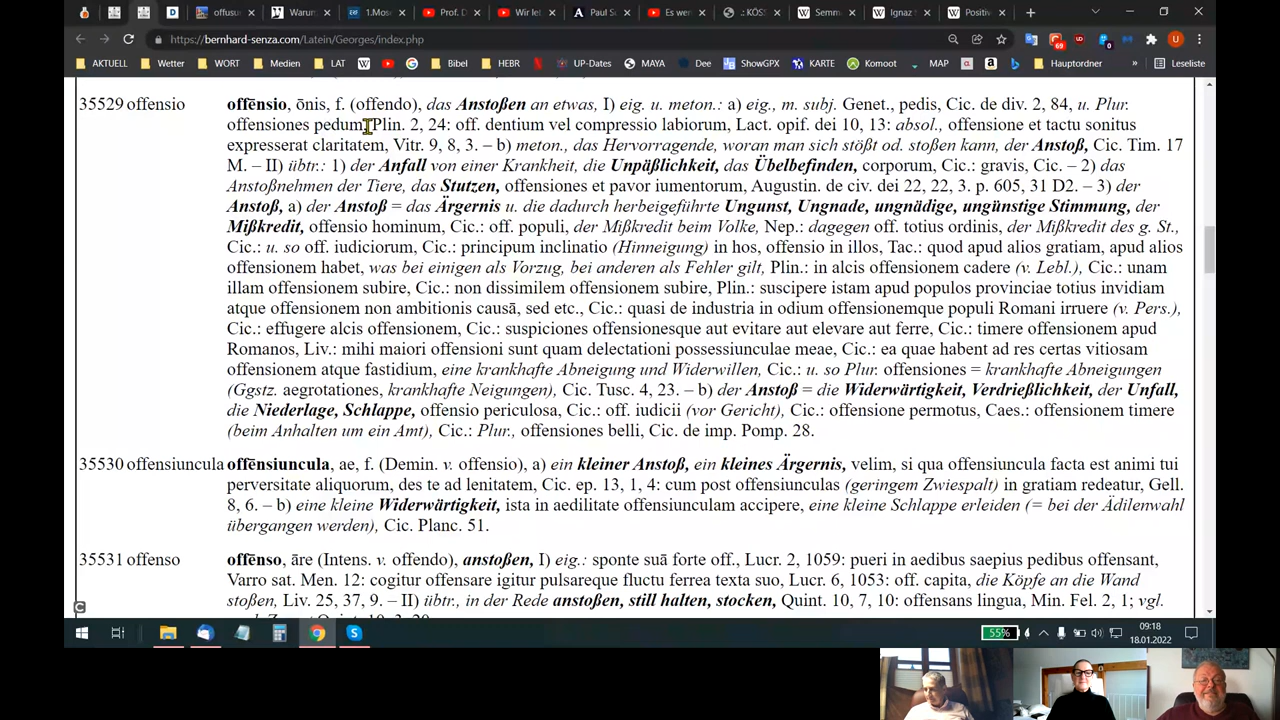 offusu
Warun
1.Mose
Prof. D
Wir lel
Paul Su
Es wer
.: KÖSS
Semm
Ignaz
Positiv
https://bernhard-senza.com/Latein/Georges/index.php
AKTUELL Wetter WORT Medien LAT Bibel HEBR UP-Dates MAYA Dee ShowGPX KAARTE Komoot MAP Hauptordner Leseliste
35529 offensio offēnsio, ōnis, f. (offendo), das Anstoßen an etwas, I) eig. u. meton.: a) eig., m. subj. Genet., pedis, Cic. de div. 2, 84, u. Plur.
offensiones pedum, Plin. 2, 24: off. dentium vel compressio labiorum, Lact. opif. dei 10, 13: absol., offensione et tactu sonitus
expresserat claritatem, Vitr. 9, 8, 3. – b) meton., das Hervorragende, woran man sich stößt od. stoßen kann, der Anstoß, Cic. Tim. 17
M. – II) übtr.: 1) der Anfall von einer Krankheit, die Unpäßlichkeit, das Übelbefinden, corporum, Cic.: gravis, Cic. – 2) das
Anstoßnehmen der Tiere, das Stutzen, offensiones et pavor iumentorum, Augustin. de civ. dei 22, 22, 3. p. 605, 31 D2. – 3) der
Anstoß, a) der Anstoß = das Ärgernis u. die dadurch herbeigeführte Ungunst, Ungnade, ungnädige, ungünstige Stimmung, der
Mißkredit, offensio hominum, Cic.: off. populi, der Mißkredit beim Volke, Nep.: dagegen off. totius ordinis, der Mißkredit des g. St.,
Cic.: u. so off. iudiciorum, Cic.: principum inclinatio (Hinneigung) in hos, offensio in illos, Tac.: quod apud alios gratiam, apud alios
offensionem habet, was bei einigen als Vorzug, bei anderen als Fehler gilt, Plin.: in alcis offensionem cadere (v. Lebl.), Cic.: unam
illam offensionem subire, Cic.: non dissimilem offensionem subire, Plin.: suscipere istam apud populos provinciae totius invidiam
atque offensionem non ambitionis causā, sed etc., Cic.: quasi de industria in odium offensionemque populi Romani irruere (v. Pers.),
Cic.: effugere alcis offensionem, Cic.: suspiciones offensionesque aut evitare aut elevare aut ferre, Cic.: timere offensionem apud
Romanos, Liv.: mihi maiori offensioni sunt quam delectationi possessiunculae meae, Cic.: ea quae habent ad res certas vitiosam
offensionem atque fastidium, eine krankhafte Abneigung und Widerwillen, Cic.: u. so Plur. offensiones = krankhafte Abneigungen
(Ggstz. aegrotationes, krankhafte Neigungen), Cic. Tusc. 4, 23. – b) der Anstoß = die Widerwärtigkeit, Verdrießlichkeit, der Unfall,
die Niederlage, Schlappe, offensio periculosa, Cic.: off. iudicii (vor Gericht), Cic.: offensione permotus, Caes.: offensionem timere
(beim Anhalten um ein Amt), Cic.: Plur., offensiones belli, Cic. de imp. Pomp. 28.
35530 offensiuncula offēnsiuncula, ae, f. (Demin. v. offensio), a) ein kleiner Anstoß, ein kleines Ärgernis, velim, si qua offensiuncula facta est animi tui
perversitate aliquorum, des te ad lenitatem, Cic. ep. 13, 1, 4: cum post offensiunculas (geringem Zwiespalt) in gratiam redeatur, Gell.
8, 6. – b) eine kleine Widerwärtigkeit, ista in aedilitate offensiunculam accipere, eine kleine Schlappe erleiden (= bei der Ädilenwahl
übergangen werden), Cic. Planc. 51.
35531 offenso offēnso, āre (Intens. v. offendo), anstoßen, I) eig.: sponte suā forte off., Lucr. 2, 1059: pueri in aedibus saepius pedibus offensant,
Varro sat. Men. 12: cogitur offensare igitur pulsareque fluctu ferrea texta suo, Lucr. 6, 1053: off. capita, die Köpfe an die Wand
stoßen, Liv. 25, 37, 9. – II) übtr., in der Rede anstoßen, still halten, stocken, Quint. 10, 7, 10: offensans lingua, Min. Fel. 2, 1; vgl.
55%
09:18
18.01.2022